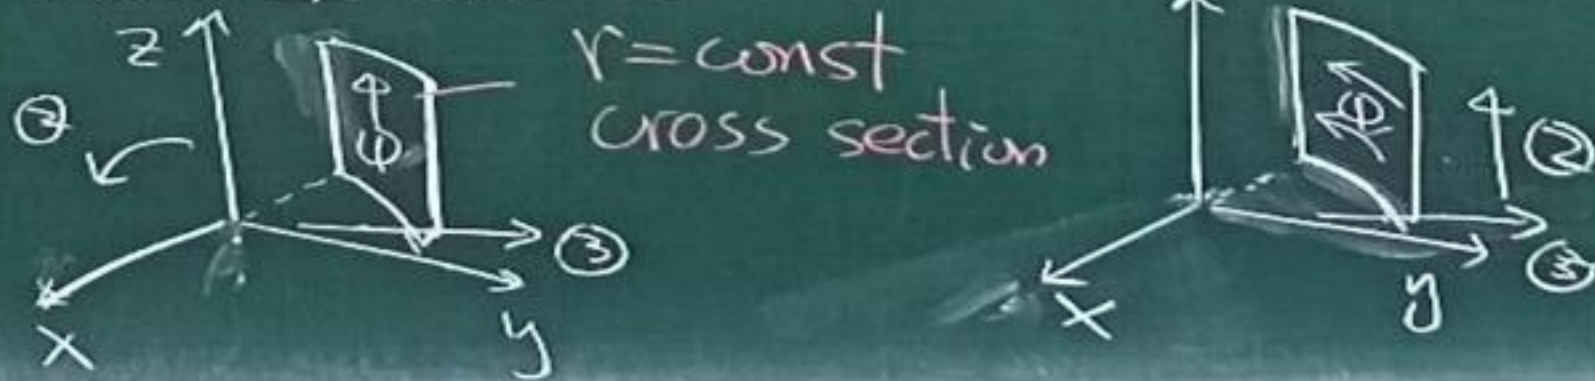 z
r = const
cross section
②
φ
③
x
y
φ
②
③
x
y